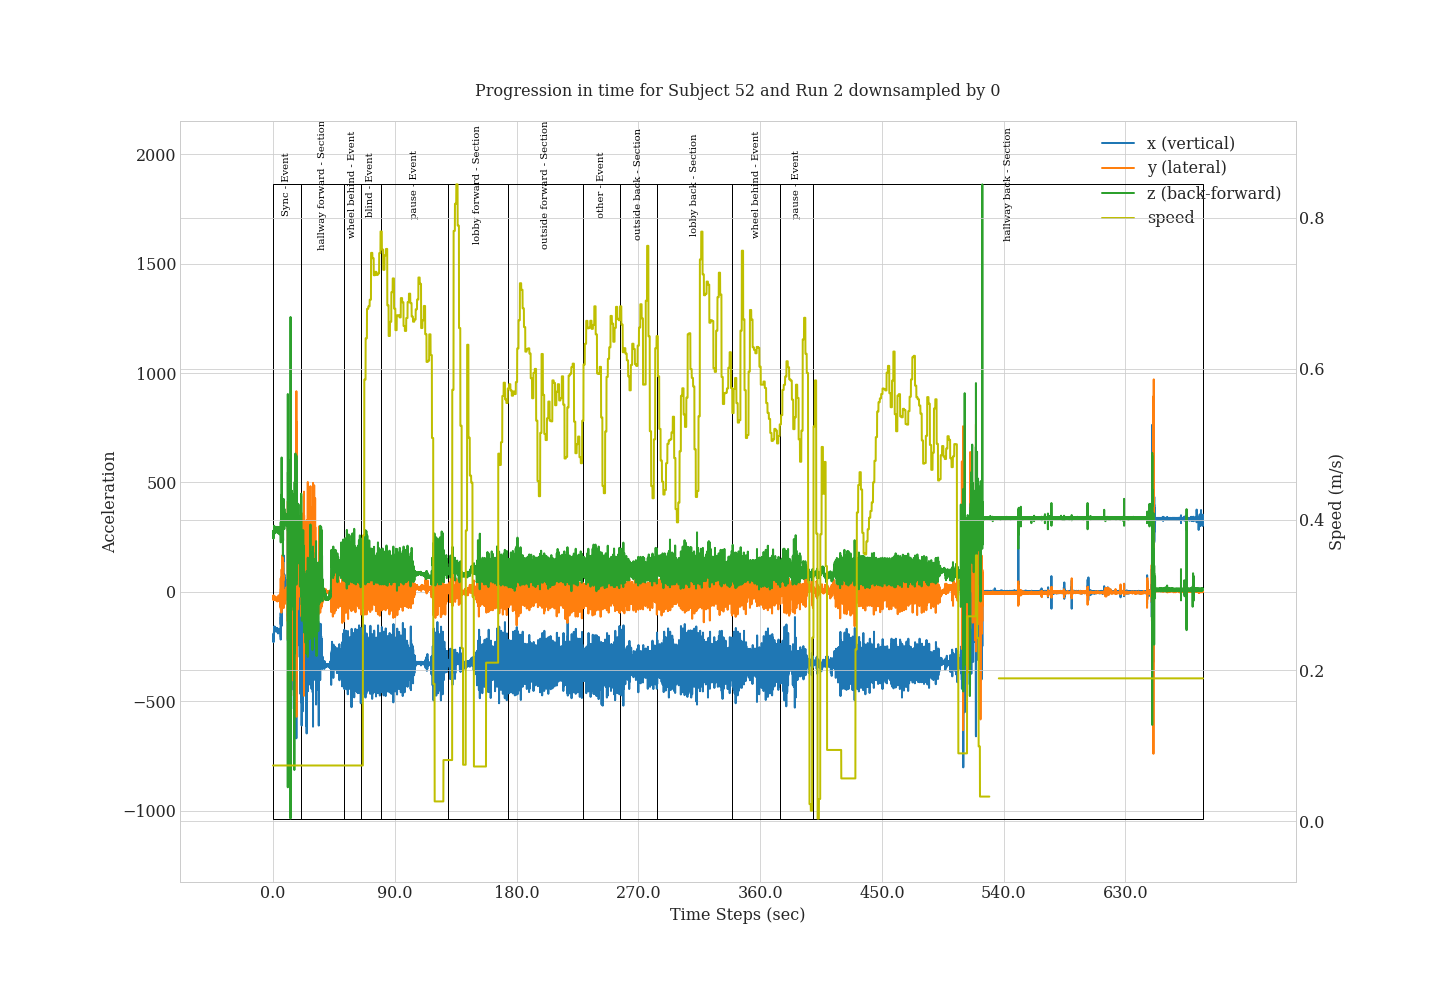 Progression in time for Subject 52 and Run 2 downsampled by 0
x (vertical)
y (lateral)
z (back-forward)
speed
Sync - Event
hallway forward - Section
wheel behind - Event
blind - Event
pause - Event
lobby forward - Section
outside forward - Section
other - Event
outside back - Section
lobby back - Section
wheel behind - Event
pause - Event
hallway back - Section
Acceleration
2000
1500
1000
500
0
−500
−1000
0.8
0.6
0.4
0.2
0.0
Speed (m/s)
0.0 90.0 180.0 270.0 360.0 450.0 540.0 630.0
Time Steps (sec)